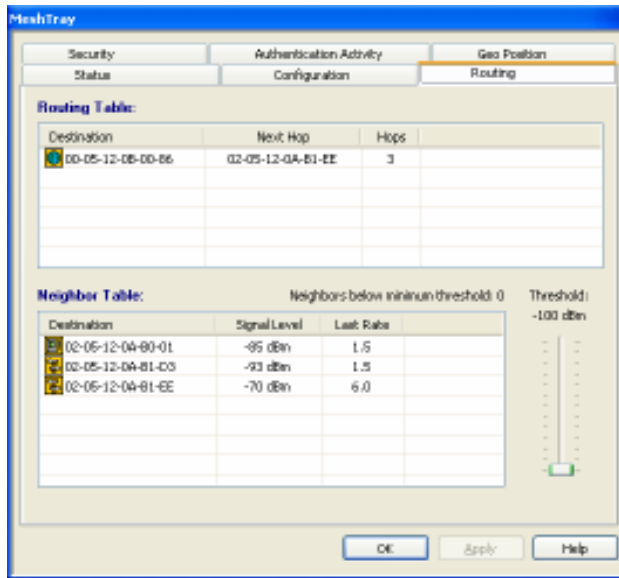 MeshTray
Security Authentication Activity Geo Position
Status Configuration Routing
Routing Table:
Destination Next Hop Hops
00-05-12-0B-00-86 02-05-12-0A-B1-EE 3
Neighbor Table: Neighbors below minimum threshold: 0 Threshold:
-100 dBm
Destination Signal Level Last Rate
02-05-12-0A-80-01 -85 dBm 1.5
02-05-12-0A-B1-D3 -93 dBm 1.5
02-05-12-0A-B1-EE -70 dBm 6.0
OK Apply Help